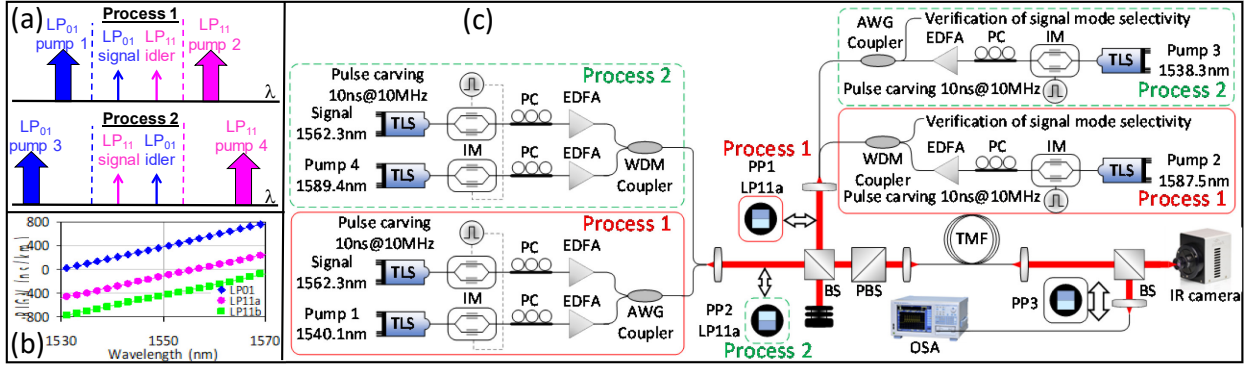 (a)
Process 1
LP01
pump 1
LP01
signal
LP11
idler
LP11
pump 2
λ
Process 2
LP01
pump 3
LP11
signal
LP01
idler
LP11
pump 4
λ
(b)
800
400
0
400
800
LP01
LP11a
LP11b
1530
1550
1570
Wavelength (nm)
(c)
Process 2
Pulse carving
10ns@10MHz
Signal
1562.3nm
TLS
PC
EDFA
Pump 4
1589.4nm
TLS
IM
PC
EDFA
WDM
Coupler
Process 1
Pulse carving
10ns@10MHz
Signal
1562.3nm
TLS
PC
EDFA
Pump 1
1540.1nm
TLS
IM
PC
EDFA
AWG
Coupler
AWG
Coupler
Verification of signal mode selectivity
EDFA
PC
IM
TLS
Pump 3
1538.3nm
Pulse carving 10ns@10MHz
Process 2
Verification of signal mode selectivity
WDM
Coupler
EDFA
PC
IM
TLS
Pump 2
1587.5nm
Pulse carving 10ns@10MHz
Process 1
Process 1
PP1
LP11a
PP2
LP11a
Process 2
BS
PBS
TMF
OSA
PP3
BS
IR camera